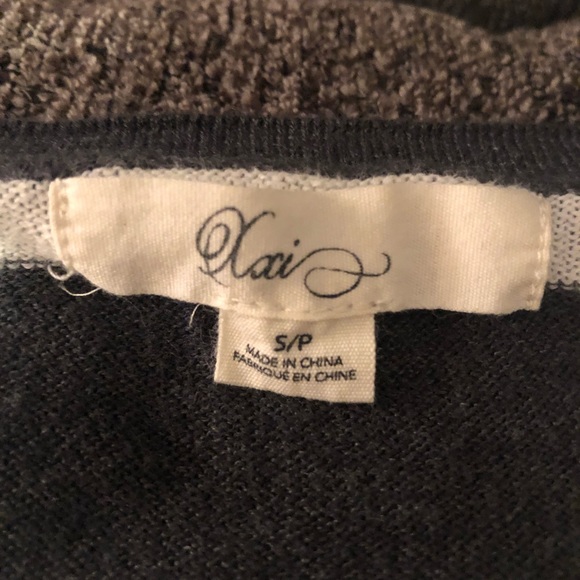 Xxi
S/P
MADE IN CHINA
FABRIQUÉ EN CHINE